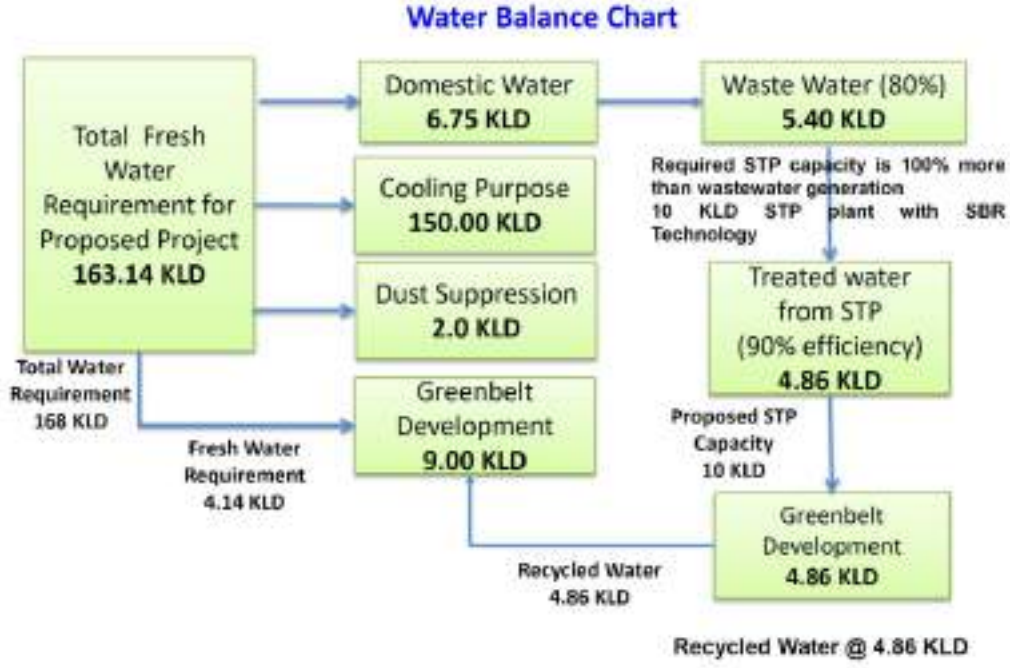 Water Balance Chart
Total Fresh
Water
Requirement for
Proposed Project
163.14 KLD
Domestic Water
6.75 KLD
Waste Water (80%)
5.40 KLD
Cooling Purpose
150.00 KLD
Required STP capacity is 100% more
than wastewater generation
10 KLD STP plant with SBR
Technology
Dust Suppression
2.0 KLD
Treated water
from STP
(90% efficiency)
4.86 KLD
Total Water
Requirement
168 KLD
Greenbelt
Development
9.00 KLD
Fresh Water
Requirement
4.14 KLD
Proposed STP
Capacity
10 KLD
Greenbelt
Development
4.86 KLD
Recycled Water
4.86 KLD
Recycled Water @ 4.86 KLD